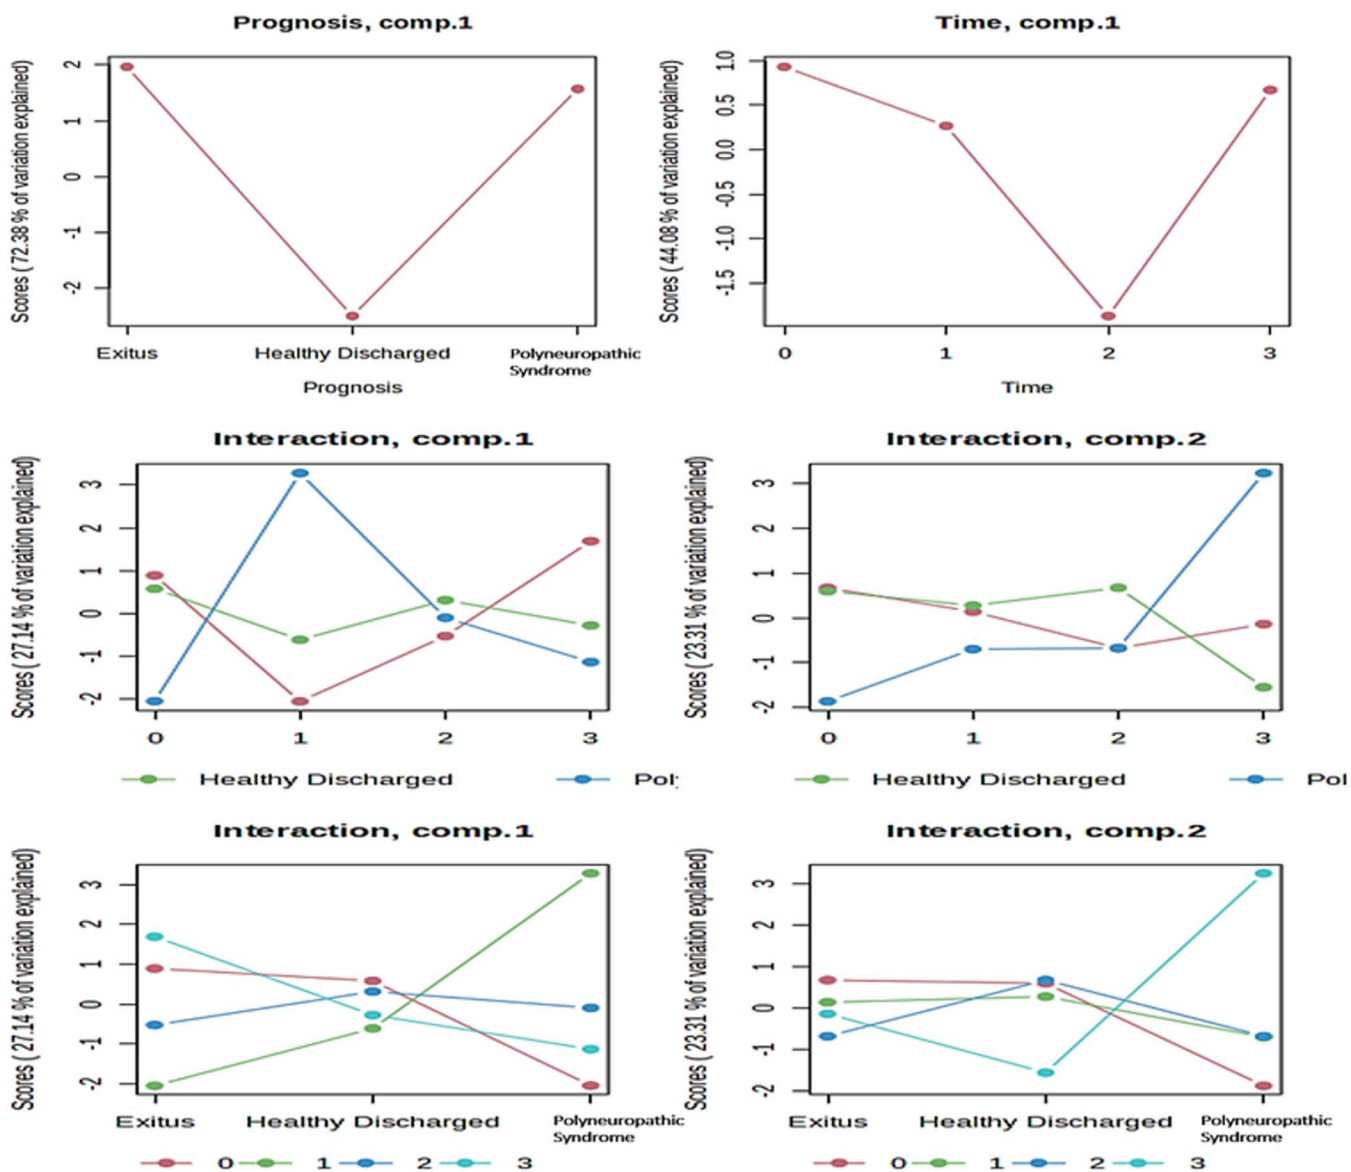 Prognosis, comp.1
Scores ( 72.38 % of variation explained)
2
1
0
-1
-2
Exitus
Healthy Discharged
Polyneuropathic
Syndrome
Prognosis
Time, comp.1
Scores ( 44.08 % of variation explained)
1.0
0.5
0.0
-0.5
-1.0
-1.5
0 1 2 3
Time
Interaction, comp.1
Scores ( 27.14 % of variation explained)
3
2
1
0
-1
-2
0 1 2 3
Healthy Discharged
Pol
Interaction, comp.2
Scores ( 23.31 % of variation explained)
3
2
1
0
-1
-2
0 1 2 3
Healthy Discharged
Pol
Interaction, comp.1
Scores ( 27.14 % of variation explained)
3
2
1
0
-1
-2
Exitus
Healthy Discharged
Polyneuropathic
Syndrome
0 1 2 3
Interaction, comp.2
Scores ( 23.31 % of variation explained)
3
2
1
0
-1
-2
Exitus
Healthy Discharged
Polyneuropathic
Syndrome
0 1 2 3